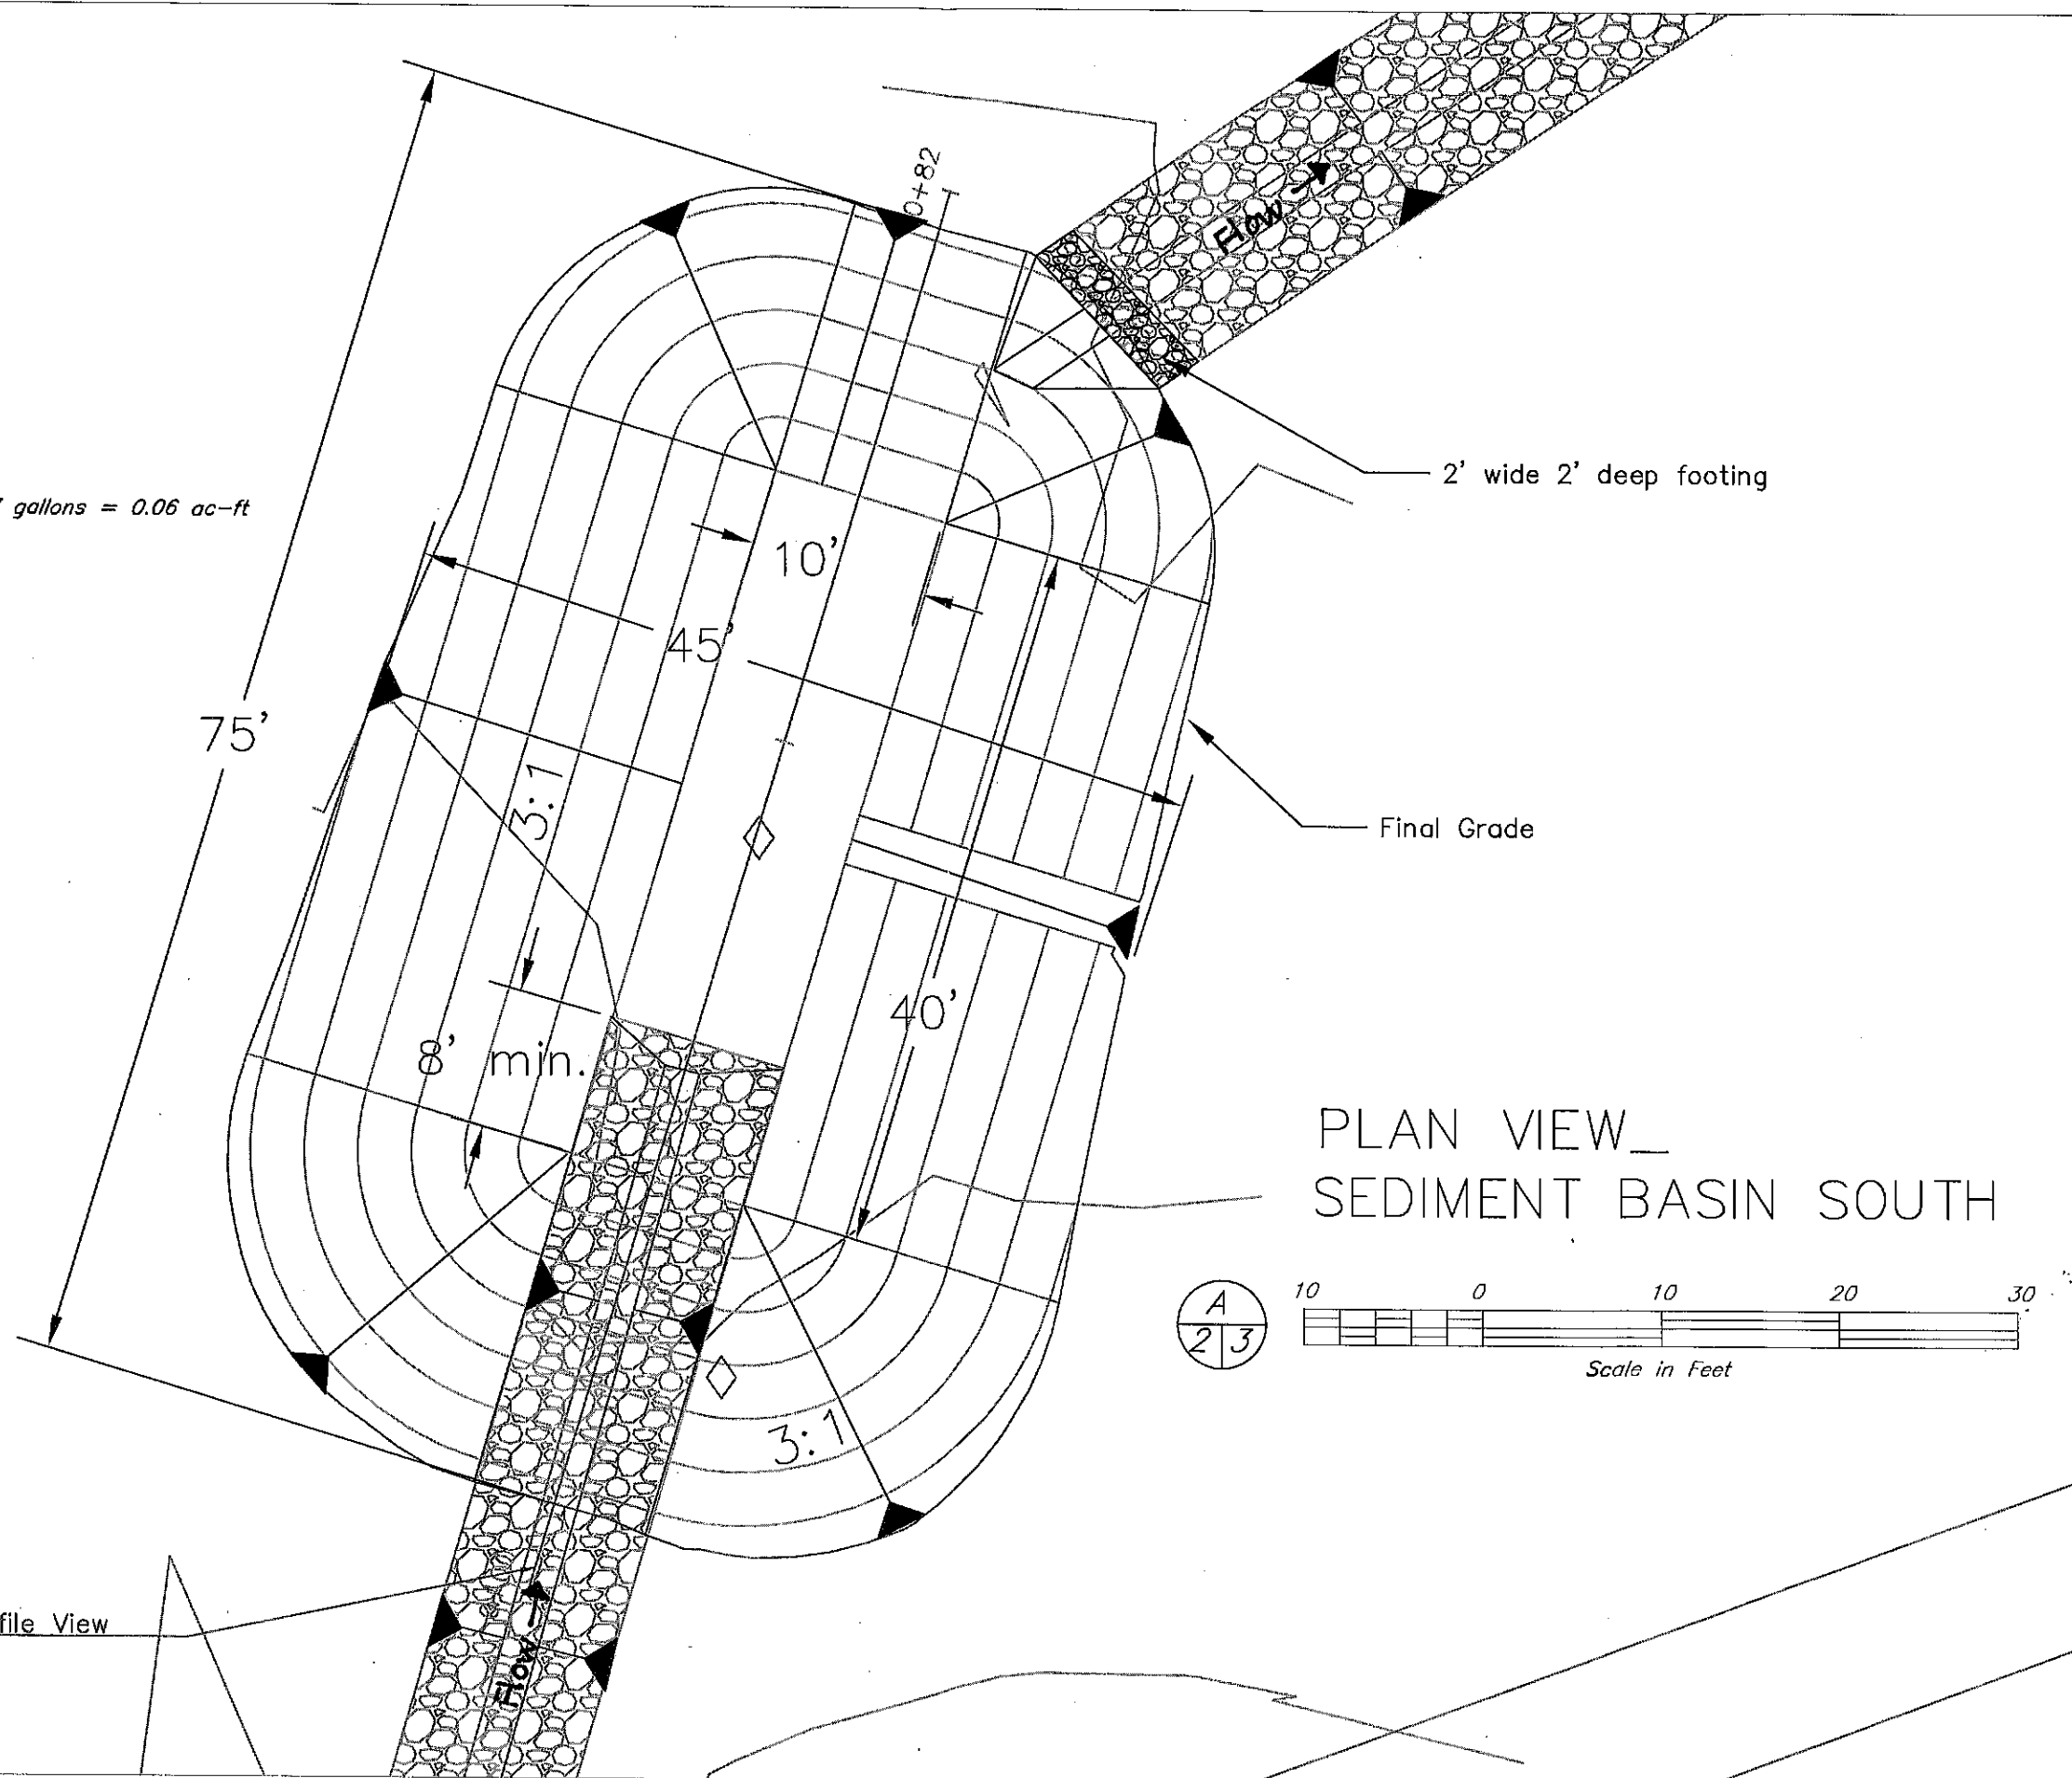 0+82
Flow
2' wide 2' deep footing
gallons = 0.06 ac-ft
10'
45'
75'
3:1
Final Grade
40'
8' min.
PLAN VIEW_
SEDIMENT BASIN SOUTH
A
2 3
10 0 10 20 30
Scale in Feet
3:1
file View
Flow